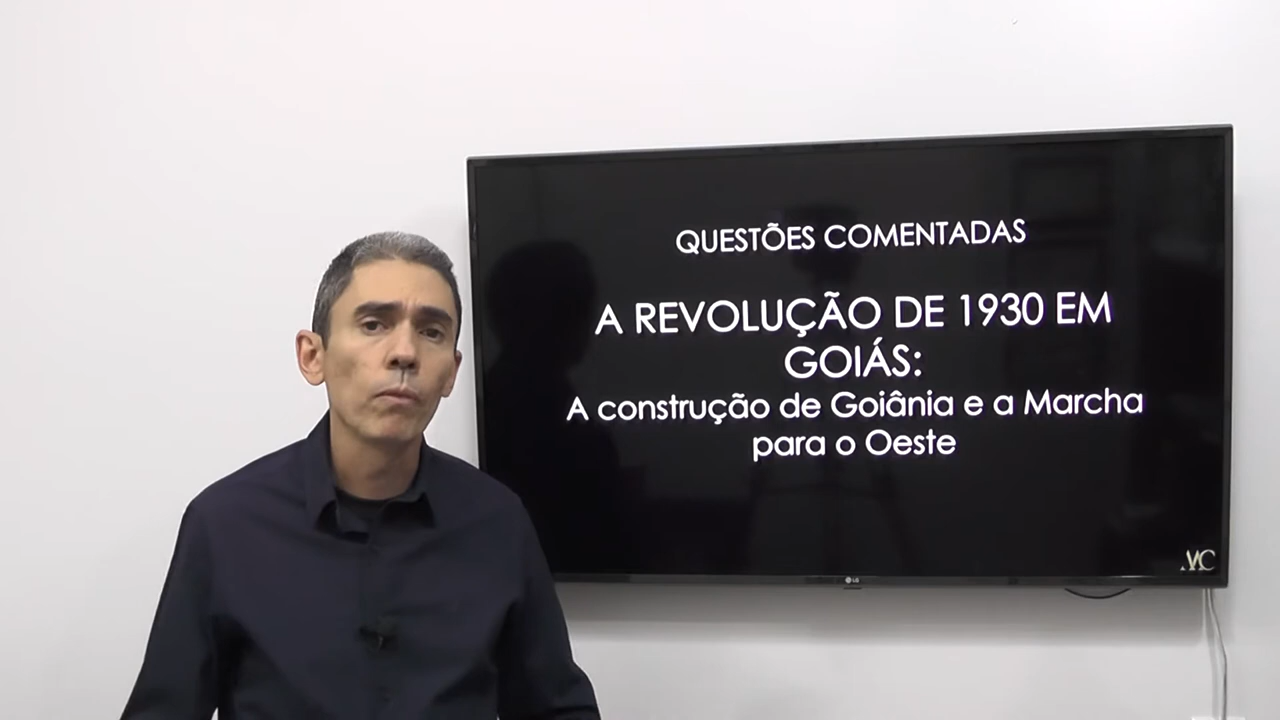 QUESTÕES COMENTADAS
A REVOLUÇÃO DE 1930 EM
GOIÁS:
A construção de Goiânia e a Marcha
para o Oeste
MC
LG